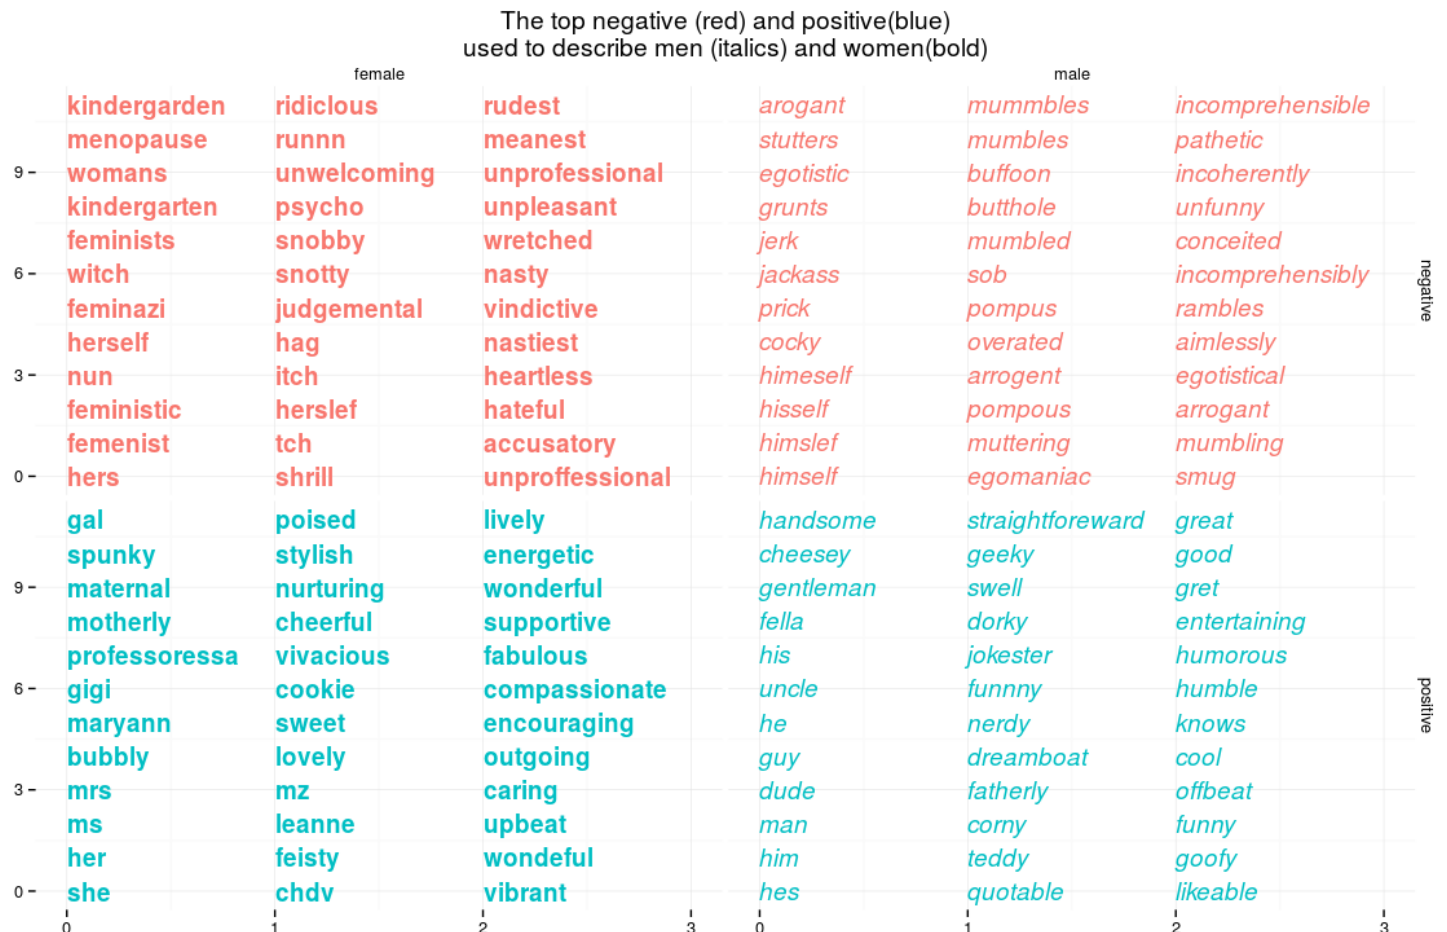 The top negative (red) and positive(blue)
used to describe men (italics) and women(bold)
female male
kindergarden ridiclous rudest arogant mummbles incomprehensible
menopause runnn meanest stutters mumbles pathetic
9 womans unwelcoming unprofessional egotistic buffoon incoherently
kindergarten psycho unpleasant grunts butthole unfunny
feminists snobby wretched jerk mumbled conceited
6 witch snotty nasty jackass sob incomprehensibly
negative
feminazi judgemental vindictive prick pompus rambles
herself hag nastiest cocky overated aimlessly
3 nun itch heartless himeself arrogent egotistical
feministic herslef hateful hisself pompous arrogant
femenist tch accusatory himslef muttering mumbling
0 hers shrill unproffessional himself egomaniac smug
gal poised lively handsome straightforeward great
spunky stylish energetic cheesey geeky good
9 maternal nurturing wonderful gentleman swell gret
motherly cheerful supportive fella dorky entertaining
professoressa vivacious fabulous his jokester humorous
6 gigi cookie compassionate uncle funnny humble
positive
maryann sweet encouraging he nerdy knows
bubbly lovely outgoing guy dreamboat cool
3 mrs mz caring dude fatherly offbeat
ms leanne upbeat man corny funny
her feisty wondeful him teddy goofy
0 she chdv vibrant hes quotable likeable
0 1 2 3 0 1 2 3